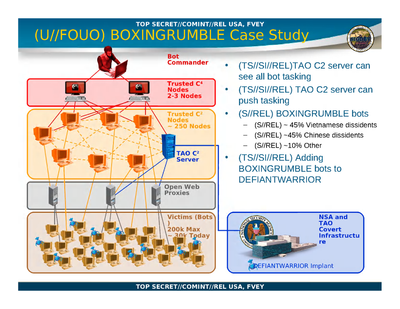 TOP SECRET//COMINT//REL USA, FVEY
(U//FOUO) BOXINGRUMBLE Case Study
Bot
Commander
Trusted C²
Nodes
2-3 Nodes
Trusted C²
Nodes
~ 250 Nodes
TAO C²
Server
Open Web
Proxies
Victims (Bots
)
200k Max
~ 30k Today
• (TS//SI//REL)TAO C2 server can
see all bot tasking
• (TS//SI//REL) TAO C2 server can
push tasking
• (S//REL) BOXINGRUMBLE bots
– (S//REL) ~ 45% Vietnamese dissidents
– (S//REL) ~45% Chinese dissidents
– (S//REL) ~10% Other
• (TS//SI//REL) Adding
BOXINGRUMBLE bots to
DEFIANTWARRIOR
NSA and
TAO
Covert
Infrastructu
re
DEFIANTWARRIOR Implant
TOP SECRET//COMINT//REL USA, FVEY